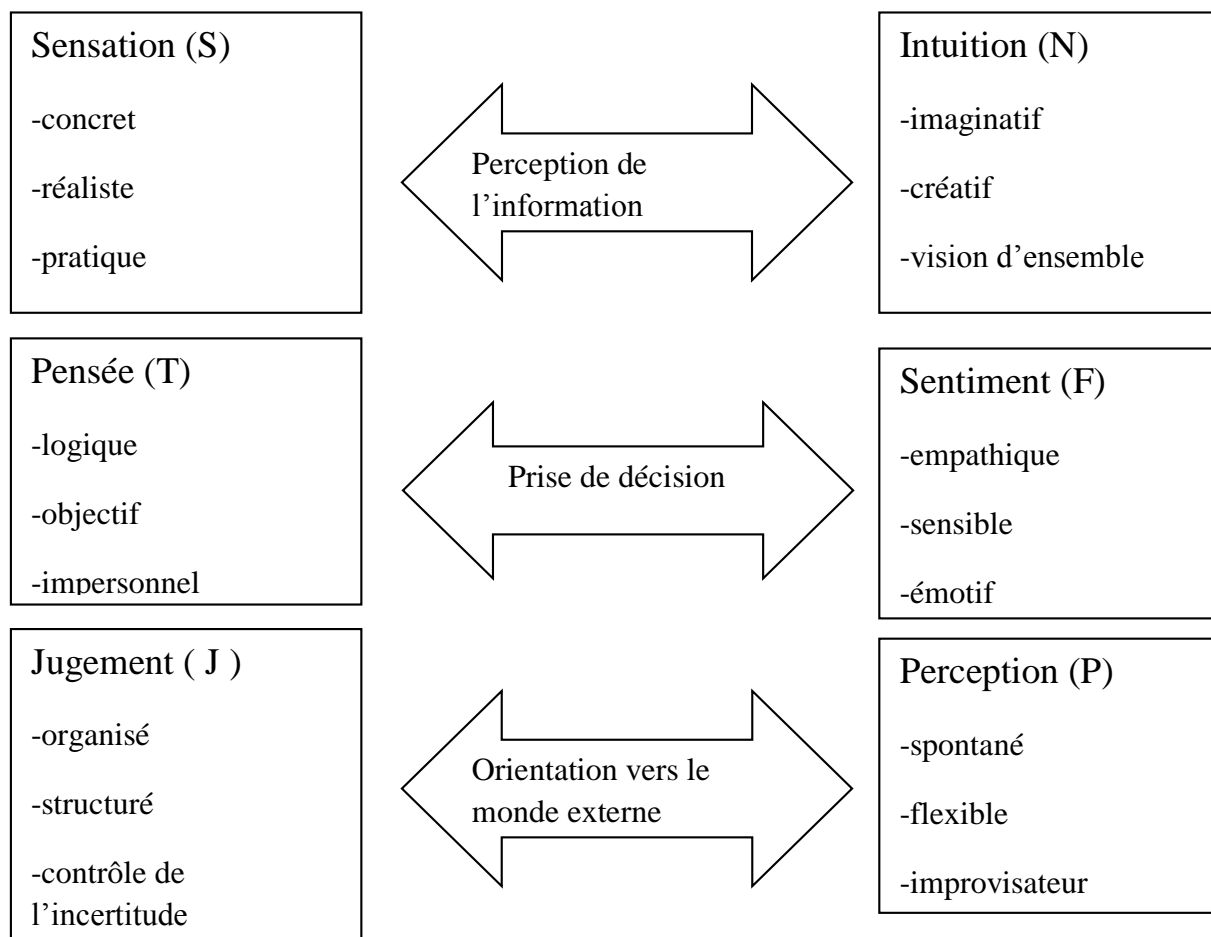 Sensation (S)
-concret
-réaliste
-pratique
Perception de
l’information
Intuition (N)
-imaginatif
-créatif
-vision d’ensemble
Pensée (T)
-logique
-objectif
-impersonnel
Prise de décision
Sentiment (F)
-empathique
-sensible
-émotif
Jugement ( J )
-organisé
-structuré
-contrôle de
l’incertitude
Orientation vers le
monde externe
Perception (P)
-spontané
-flexible
-improvisateur